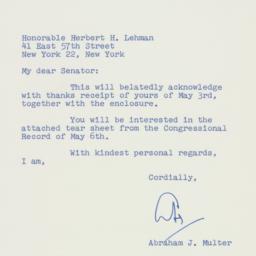 Honorable Herbert H. Lehman
41 East 57th Street
New York 22, New York
My dear Senator:
This will belatedly acknowledge
with thanks receipt of yours of May 3rd,
together with the enclosure.
You will be interested in the
attached tear sheet from the Congressional
Record of May 6th.
With kindest personal regards,
I am,
Cordially,
Abraham J. Multer